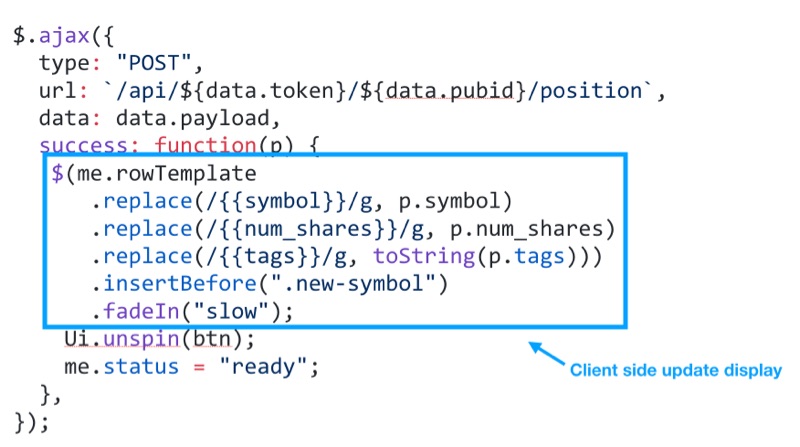 $.ajax({
type: "POST",
url: `/api/${data.token}/${data.pubid}/position`,
data: data.payload,
success: function(p) {
$(me.rowTemplate
.replace(/{{symbol}}/g, p.symbol)
.replace(/{{num_shares}}/g, p.num_shares)
.replace(/{{tags}}/g, toString(p.tags)))
.insertBefore(".new-symbol")
.fadeIn("slow");
Ui.unspin(btn);
me.status = "ready";
Client side update display
},
});